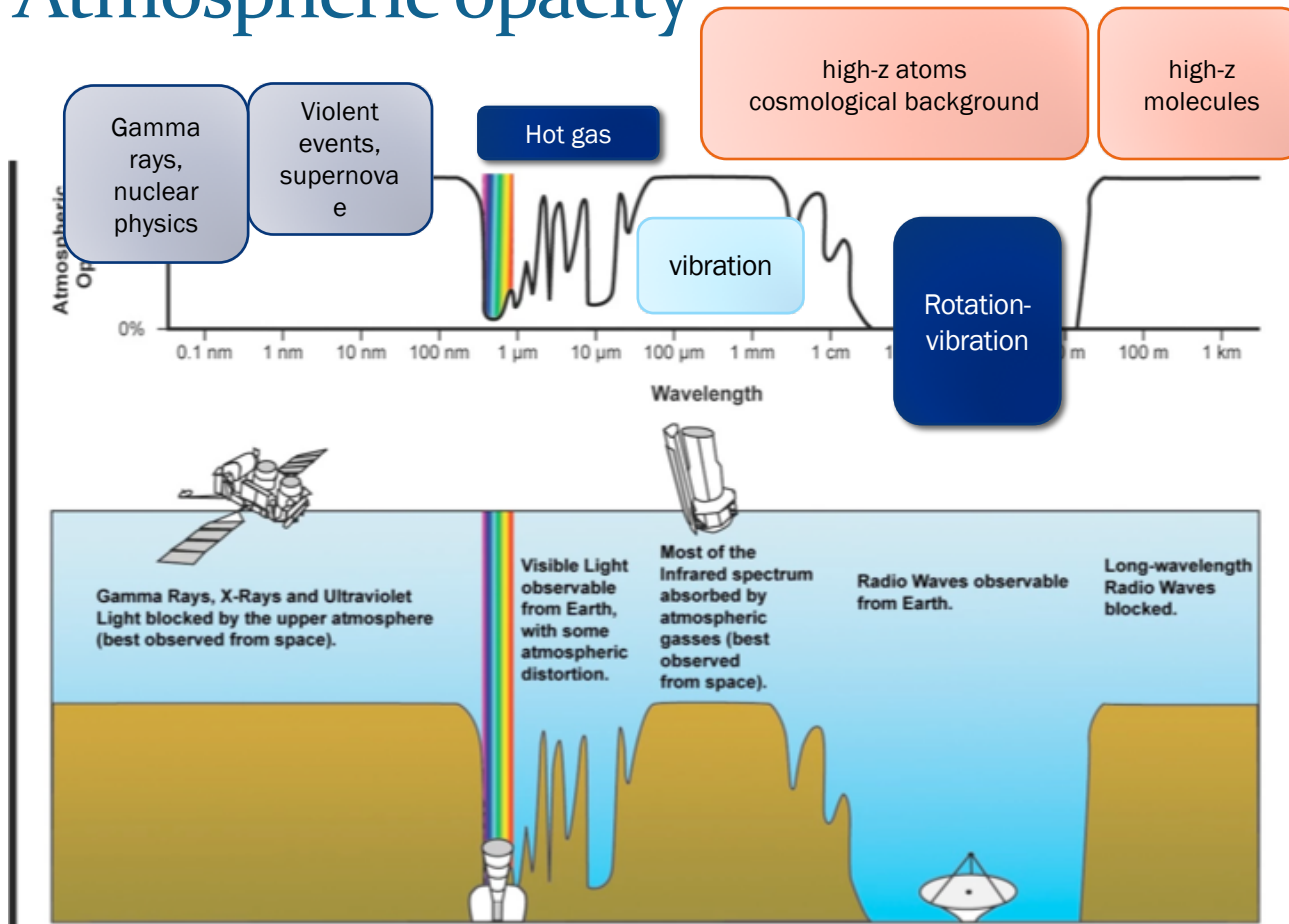 Atmospheric opacity
high-z atoms
cosmological background
high-z
molecules
Gamma
rays,
nuclear
physics
Violent
events,
supernova
e
Hot gas
vibration
Rotation-
vibration
Atmospheric
Op
0%
0.1 nm 1 nm 10 nm 100 nm 1 μm 10 μm 100 μm 1 mm 1 cm 1 m 100 m 1 km
Wavelength
Gamma Rays, X-Rays and Ultraviolet
Light blocked by the upper atmosphere
(best observed from space).
Visible Light
observable
from Earth,
with some
atmospheric
distortion.
Most of the
Infrared spectrum
absorbed by
atmospheric
gasses (best
observed
from space).
Radio Waves observable
from Earth.
Long-wavelength
Radio Waves
blocked.